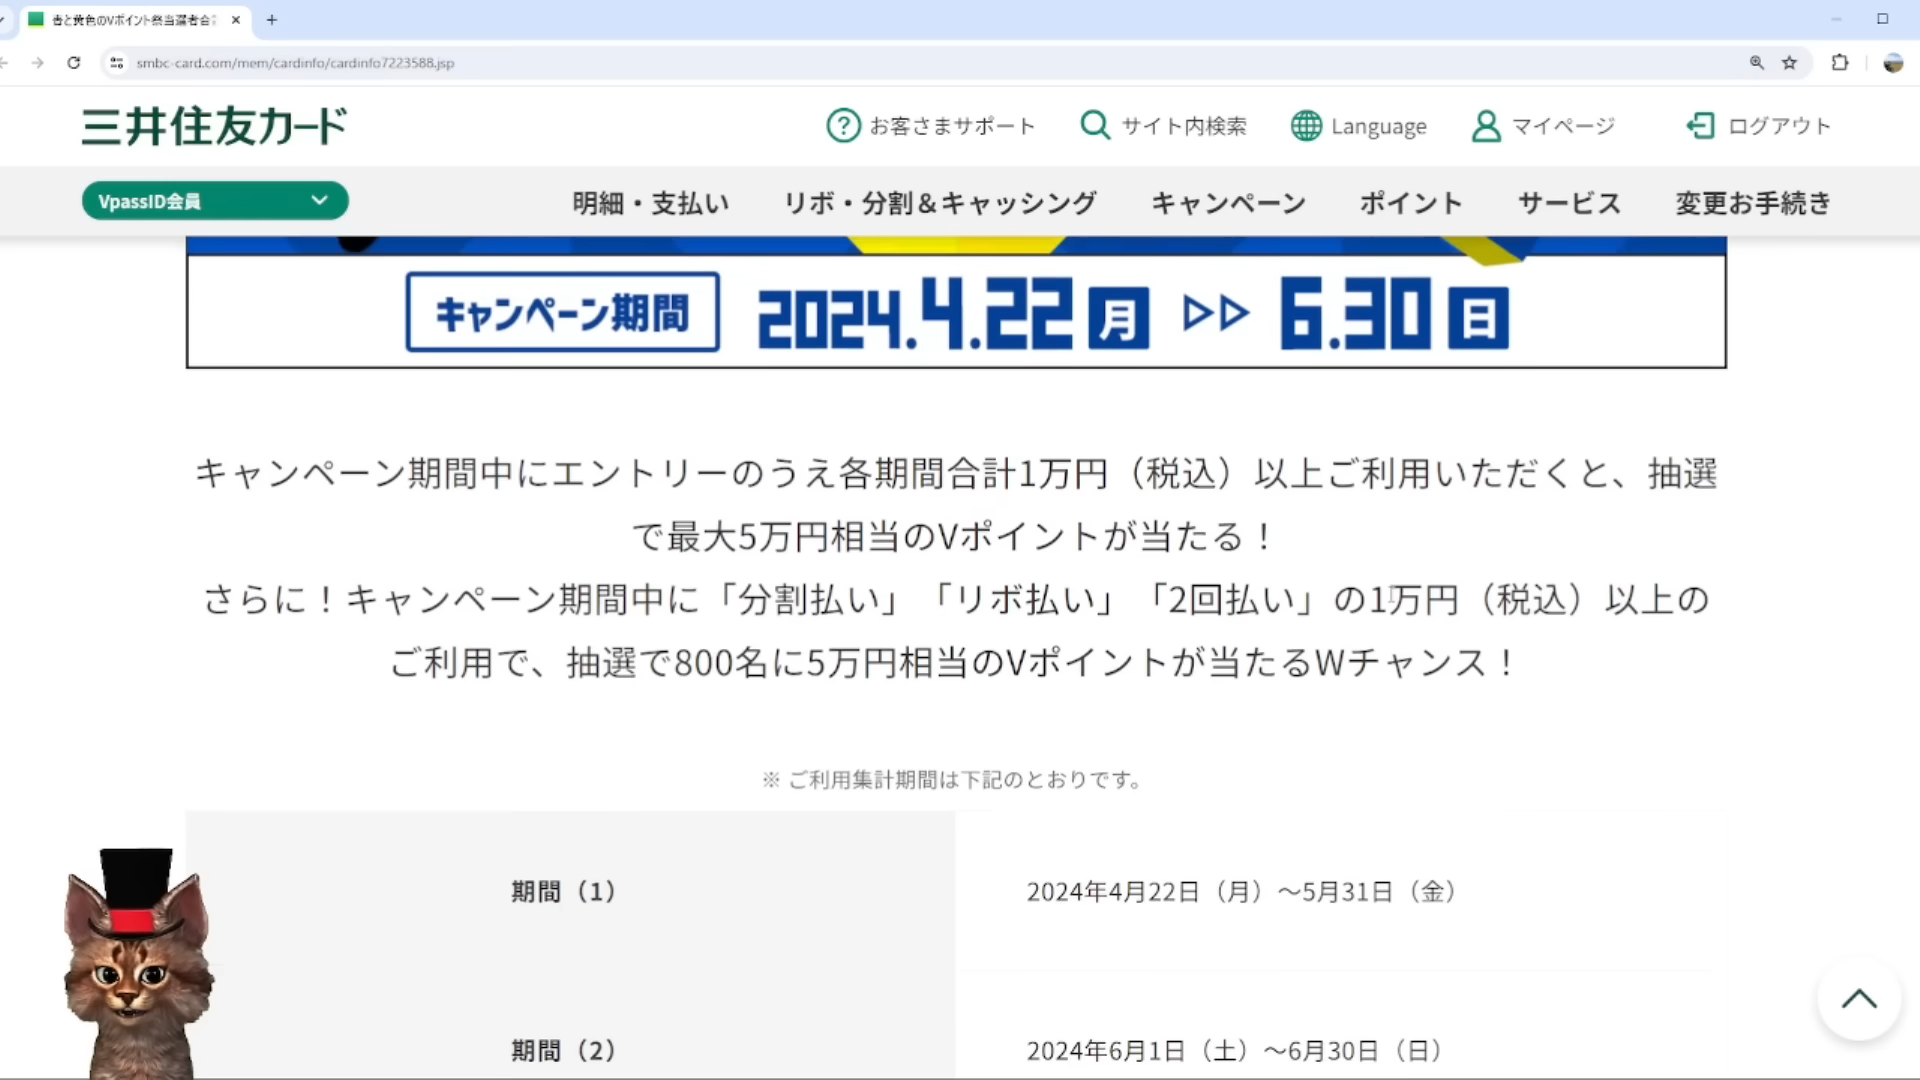 青と黄色のVポイント祭当選者合計
smbc-card.com/mem/cardinfo/cardinfo7223588.jsp
三井住友カード
お客さまサポート
サイト内検索
Language
マイページ
ログアウト
VpassID会員
明細・支払い
リボ・分割＆キャッシング
キャンペーン
ポイント
サービス
変更お手続き
キャンペーン期間 2024.4.22月 ▷▷ 6.30日
キャンペーン期間中にエントリーのうえ各期間合計1万円（税込）以上ご利用いただくと、抽選
で最大5万円相当のVポイントが当たる！
さらに！キャンペーン期間中に「分割払い」「リボ払い」「2回払い」の1万円（税込）以上の
ご利用で、抽選で800名に5万円相当のVポイントが当たるWチャンス！
※ ご利用集計期間は下記のとおりです。
期間（1）
2024年4月22日（月）～5月31日（金）
期間（2）
2024年6月1日（土）～6月30日（日）